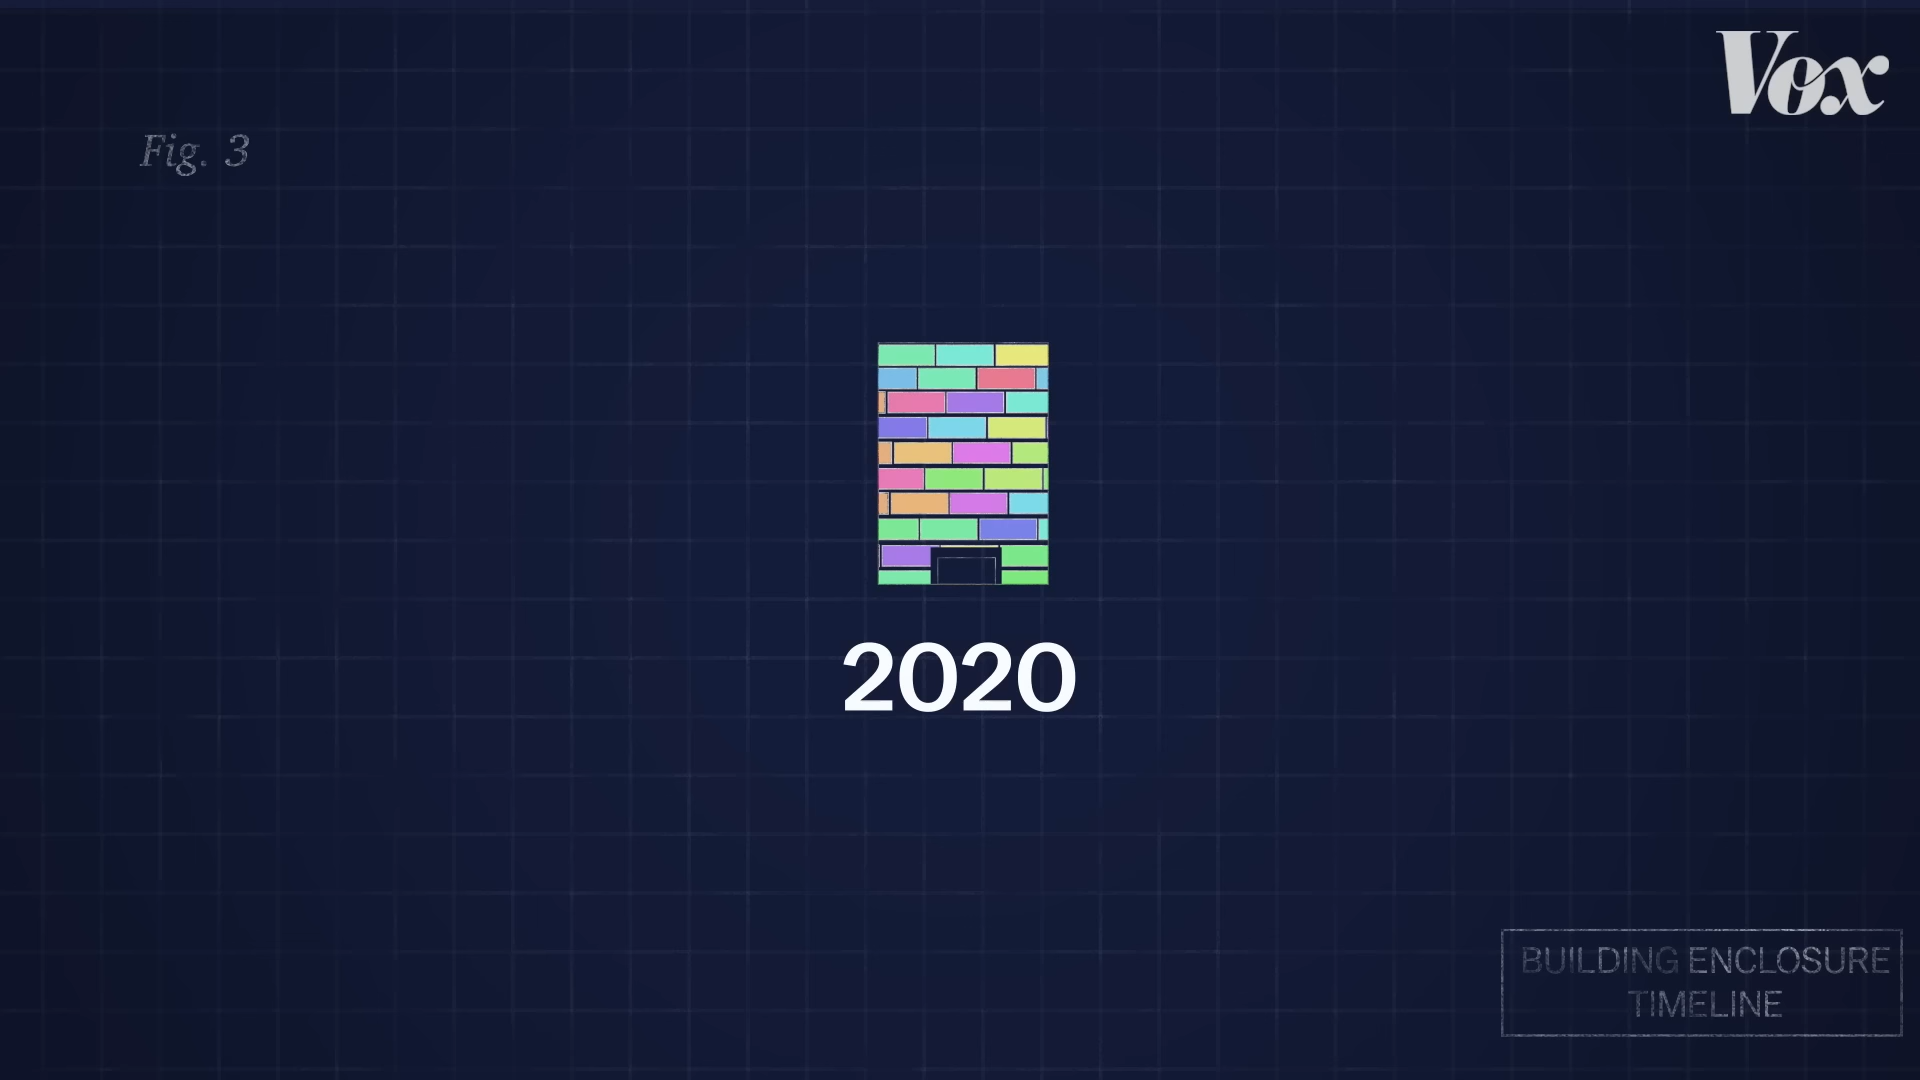 Vox
Fig. 3
2020
BUILDING ENCLOSURE
TIMELINE